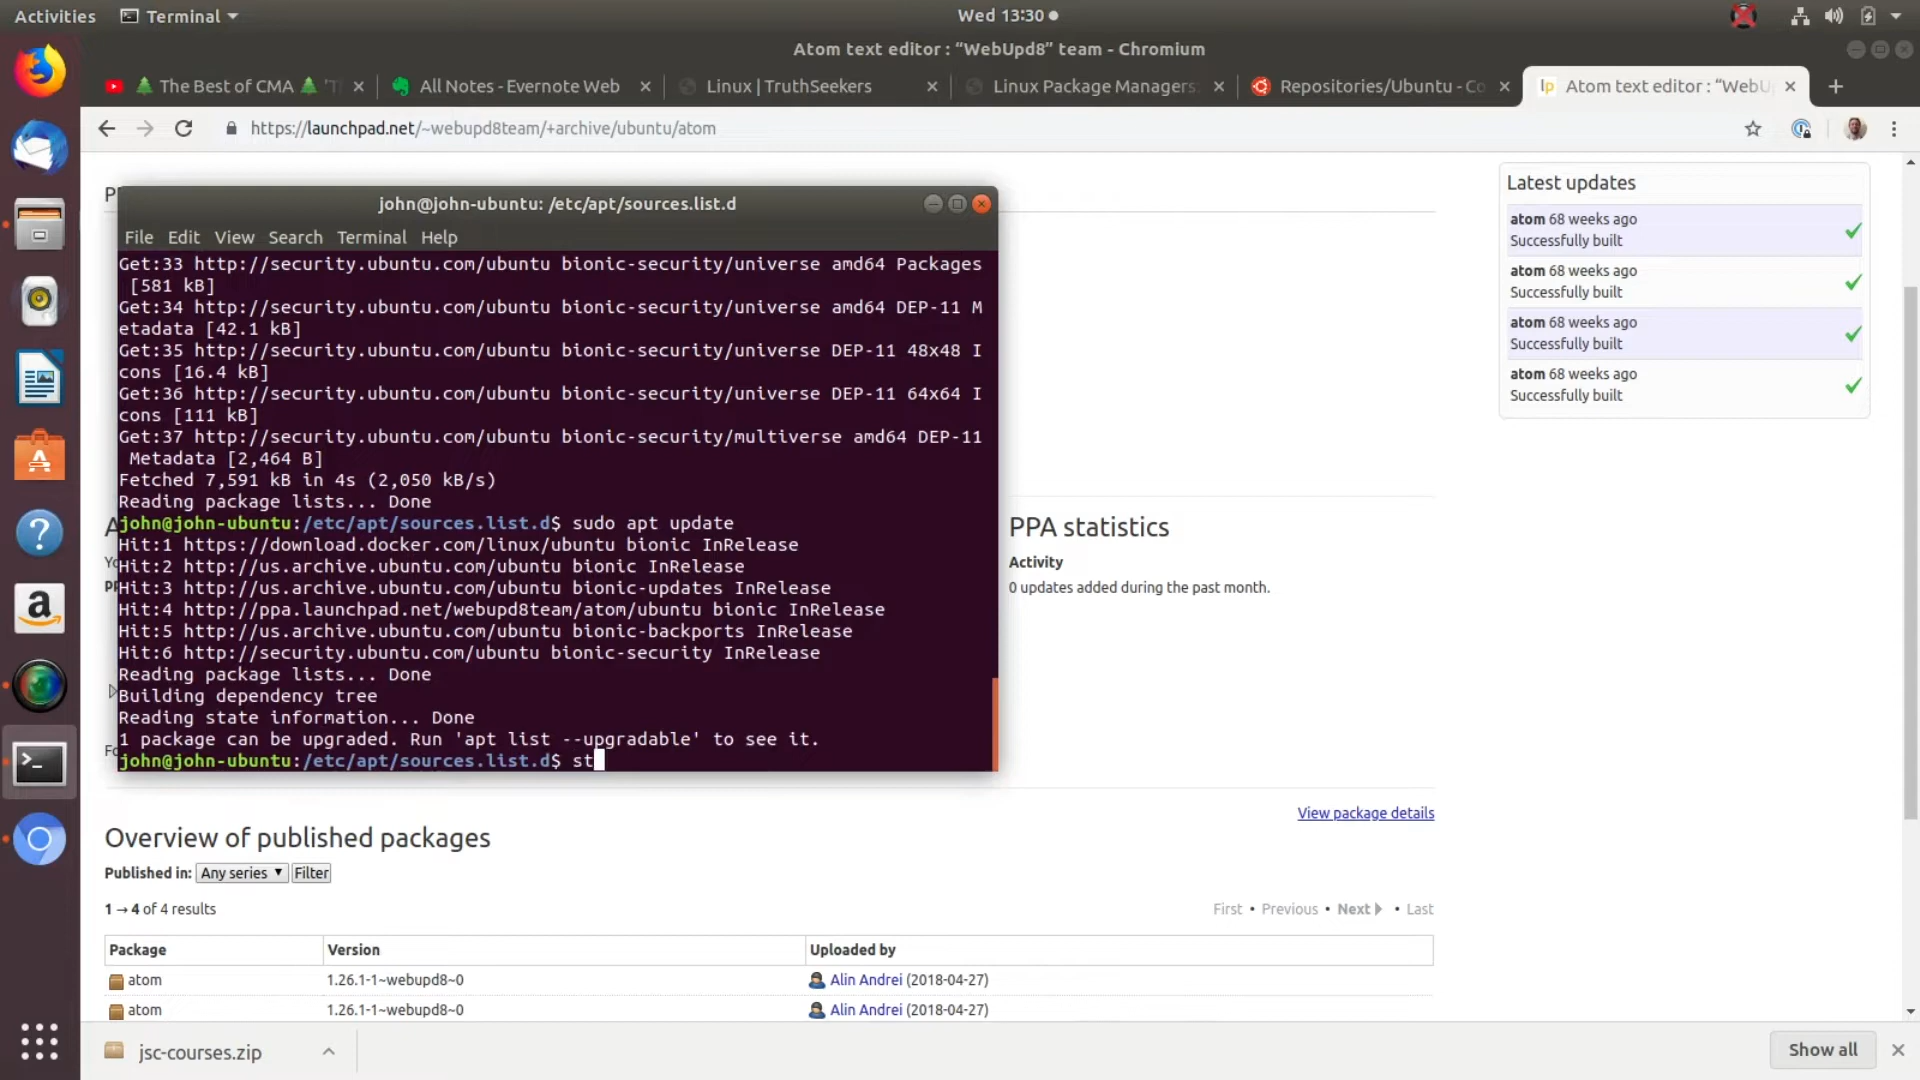 Activities
Terminal
Wed 13:30
Atom text editor : “WebUpd8” team - Chromium
The Best of CMA
All Notes - Evernote Web
Linux | TruthSeekers
Linux Package Managers:
Repositories/Ubuntu - Co
Atom text editor : “WebU
https://launchpad.net/~webupd8team/+archive/ubuntu/atom
Latest updates
atom 68 weeks ago
Successfully built
atom 68 weeks ago
Successfully built
atom 68 weeks ago
Successfully built
atom 68 weeks ago
Successfully built
john@john-ubuntu: /etc/apt/sources.list.d
File Edit View Search Terminal Help
Get:33 http://security.ubuntu.com/ubuntu bionic-security/universe amd64 Packages
[581 kB]
Get:34 http://security.ubuntu.com/ubuntu bionic-security/universe amd64 DEP-11 M
etadata [42.1 kB]
Get:35 http://security.ubuntu.com/ubuntu bionic-security/universe DEP-11 48x48 I
cons [16.4 kB]
Get:36 http://security.ubuntu.com/ubuntu bionic-security/universe DEP-11 64x64 I
cons [111 kB]
Get:37 http://security.ubuntu.com/ubuntu bionic-security/multiverse amd64 DEP-11
Metadata [2,464 B]
Fetched 7,591 kB in 4s (2,050 kB/s)
Reading package lists... Done
john@john-ubuntu:/etc/apt/sources.list.d$ sudo apt update
Hit:1 https://download.docker.com/linux/ubuntu bionic InRelease
Hit:2 http://us.archive.ubuntu.com/ubuntu bionic InRelease
Hit:3 http://us.archive.ubuntu.com/ubuntu bionic-updates InRelease
Hit:4 http://ppa.launchpad.net/webupd8team/atom/ubuntu bionic InRelease
Hit:5 http://us.archive.ubuntu.com/ubuntu bionic-backports InRelease
Hit:6 http://security.ubuntu.com/ubuntu bionic-security InRelease
Reading package lists... Done
Building dependency tree
Reading state information... Done
1 package can be upgraded. Run 'apt list --upgradable' to see it.
john@john-ubuntu:/etc/apt/sources.list.d$ st
PPA statistics
Activity
0 updates added during the past month.
View package details
Overview of published packages
Published in: Any series Filter
1 → 4 of 4 results
First • Previous • Next • Last
Package Version Uploaded by
atom 1.26.1-1~webupd8~0 Alin Andrei (2018-04-27)
atom 1.26.1-1~webupd8~0 Alin Andrei (2018-04-27)
jsc-courses.zip
Show all